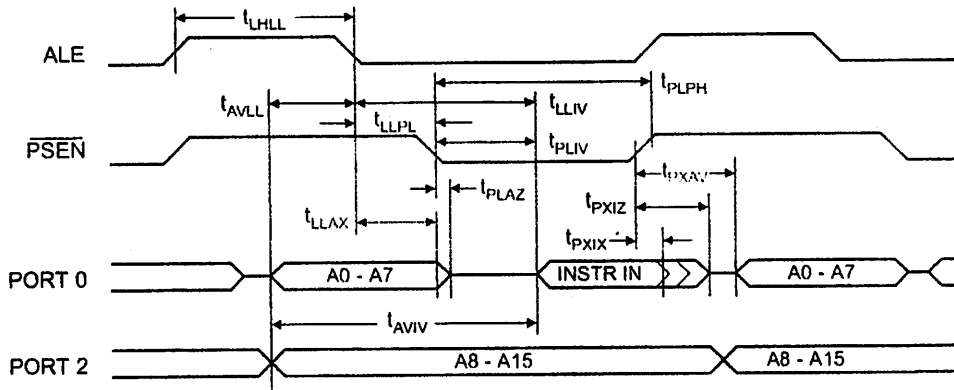 tLHLL
ALE
tPLPH
tAVLL
tLLIV
tLLPL
PSEN
tPLIV
tPXAV
tPLAZ
tPXIZ
tLLAX
tPXIX
PORT 0
A0 - A7
INSTR IN
A0 - A7
tAVIV
PORT 2
A8 - A15
A8 - A15